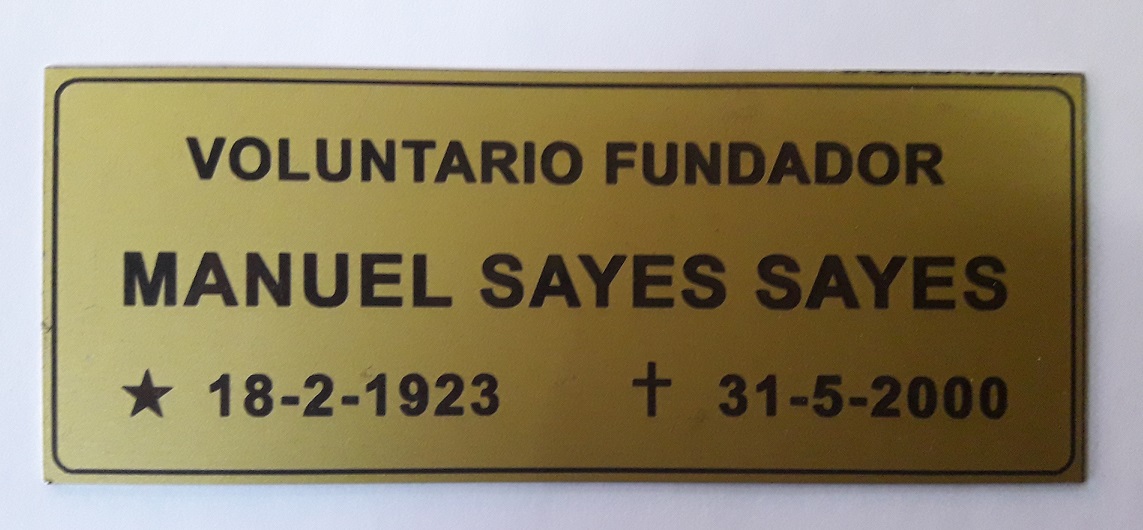 VOLUNTARIO FUNDADOR
MANUEL SAYES SAYES
★ 18-2-1923 † 31-5-2000